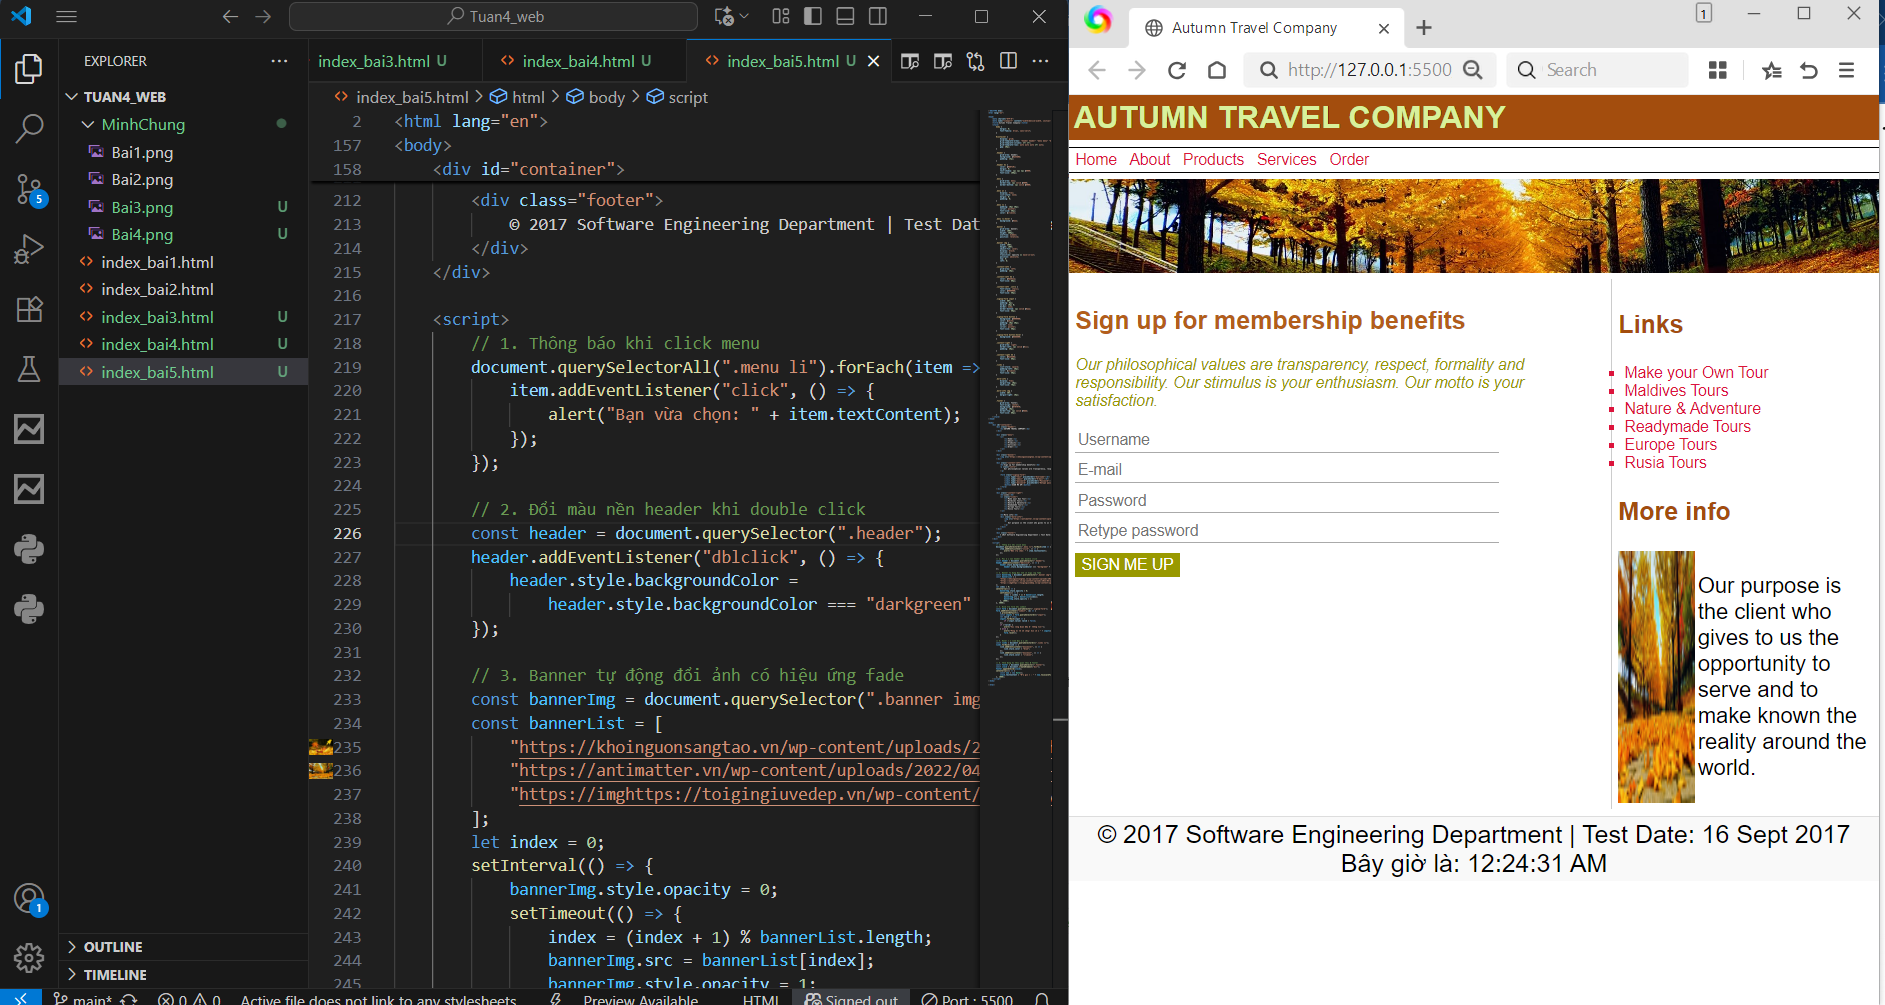 Tuan4_web
EXPLORER
TUAN4_WEB
MinhChung
Bai1.png
Bai2.png
Bai3.png U
Bai4.png U
index_bai1.html
index_bai2.html
index_bai3.html U
index_bai4.html U
index_bai5.html U
OUTLINE
TIMELINE
5
1
index_bai3.html U
index_bai4.html U
index_bai5.html U
index_bai5.html > html > body > script
2 <html lang="en">
157 <body>
158 <div id="container">
212 <div class="footer">
213 © 2017 Software Engineering Department | Test Dat
214 </div>
215 </div>
216
217 <script>
218 // 1. Thông báo khi click menu
219 document.querySelectorAll(".menu li").forEach(item =>
220 item.addEventListener("click", () => {
221 alert("Bạn vừa chọn: " + item.textContent);
222 });
223 });
224
225 // 2. Đổi màu nền header khi double click
226 const header = document.querySelector(".header");
227 header.addEventListener("dblclick", () => {
228 header.style.backgroundColor =
229 header.style.backgroundColor === "darkgreen"
230 });
231
232 // 3. Banner tự động đổi ảnh có hiệu ứng fade
233 const bannerImg = document.querySelector(".banner img
234 const bannerList = [
235 "https://khoinguonsangtao.vn/wp-content/uploads/2
236 "https://antimatter.vn/wp-content/uploads/2022/04
237 "https://imghttps://toigingiuvedep.vn/wp-content/
238 ];
239 let index = 0;
240 setInterval(() => {
241 bannerImg.style.opacity = 0;
242 setTimeout(() => {
243 index = (index + 1) % bannerList.length;
244 bannerImg.src = bannerList[index];
245 bannerImg.style.opacity = 1;
main* 0 0 Active file does not link to any stylesheets Preview Available HTML Signed out Port : 5500
1
Autumn Travel Company
http://127.0.0.1:5500
Search
AUTUMN TRAVEL COMPANY
Home About Products Services Order
Sign up for membership benefits
Our philosophical values are transparency, respect, formality and
responsibility. Our stimulus is your enthusiasm. Our motto is your
satisfaction.
Username
E-mail
Password
Retype password
SIGN ME UP
Links
Make your Own Tour
Maldives Tours
Nature & Adventure
Readymade Tours
Europe Tours
Rusia Tours
More info
Our purpose is
the client who
gives to us the
opportunity to
serve and to
make known the
reality around the
world.
© 2017 Software Engineering Department | Test Date: 16 Sept 2017
Bây giờ là: 12:24:31 AM